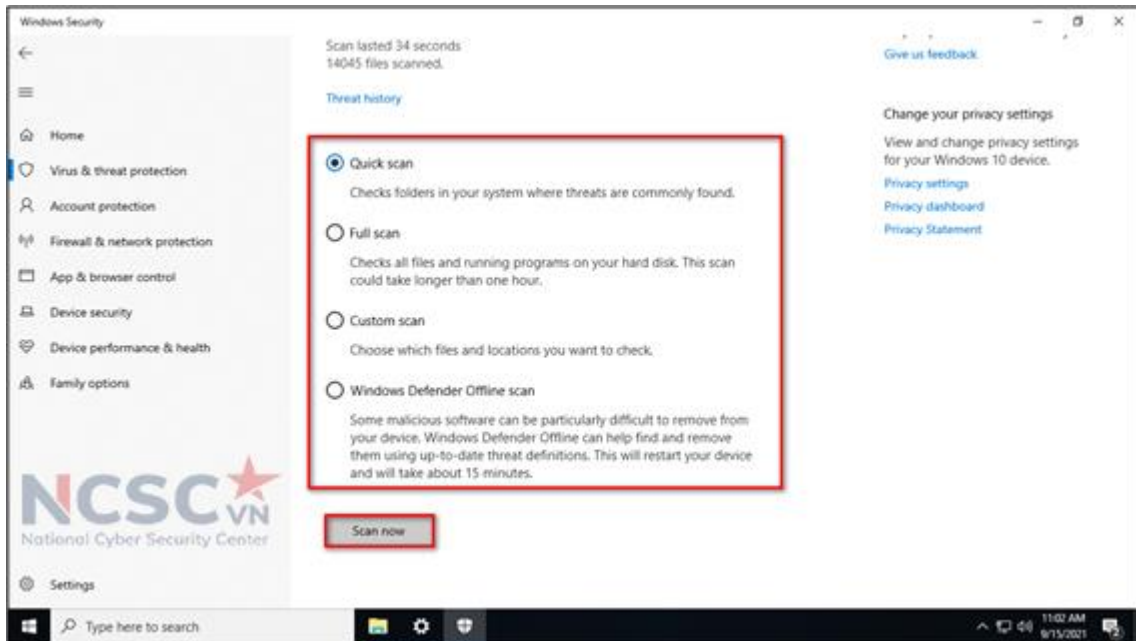 Windows Security
Home
Virus & threat protection
Account protection
Firewall & network protection
App & browser control
Device security
Device performance & health
Family options
NCSC VN
National Cyber Security Center
Settings
Scan lasted 34 seconds
14045 files scanned.
Threat history
Quick scan
Checks folders in your system where threats are commonly found.
Full scan
Checks all files and running programs on your hard disk. This scan
could take longer than one hour.
Custom scan
Choose which files and locations you want to check.
Windows Defender Offline scan
Some malicious software can be particularly difficult to remove from
your device. Windows Defender Offline can help find and remove
them using up-to-date threat definitions. This will restart your device
and will take about 15 minutes.
Scan now
Give us feedback
Change your privacy settings
View and change privacy settings
for your Windows 10 device.
Privacy settings
Privacy dashboard
Privacy Statement
Type here to search
11:02 AM
9/15/2021